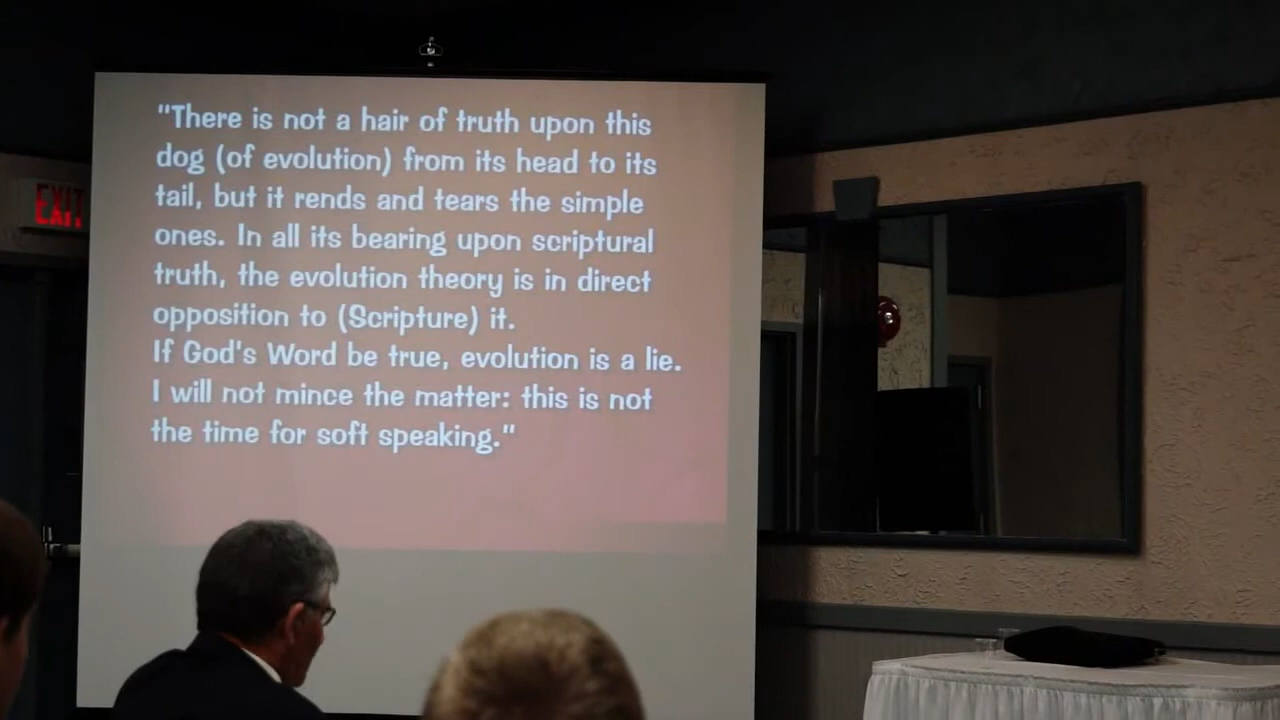 "There is not a hair of truth upon this
dog (of evolution) from its head to its
tail, but it rends and tears the simple
ones. In all its bearing upon scriptural
truth, the evolution theory is in direct
opposition to (Scripture) it.
If God's Word be true, evolution is a lie.
I will not mince the matter: this is not
the time for soft speaking."
EXIT